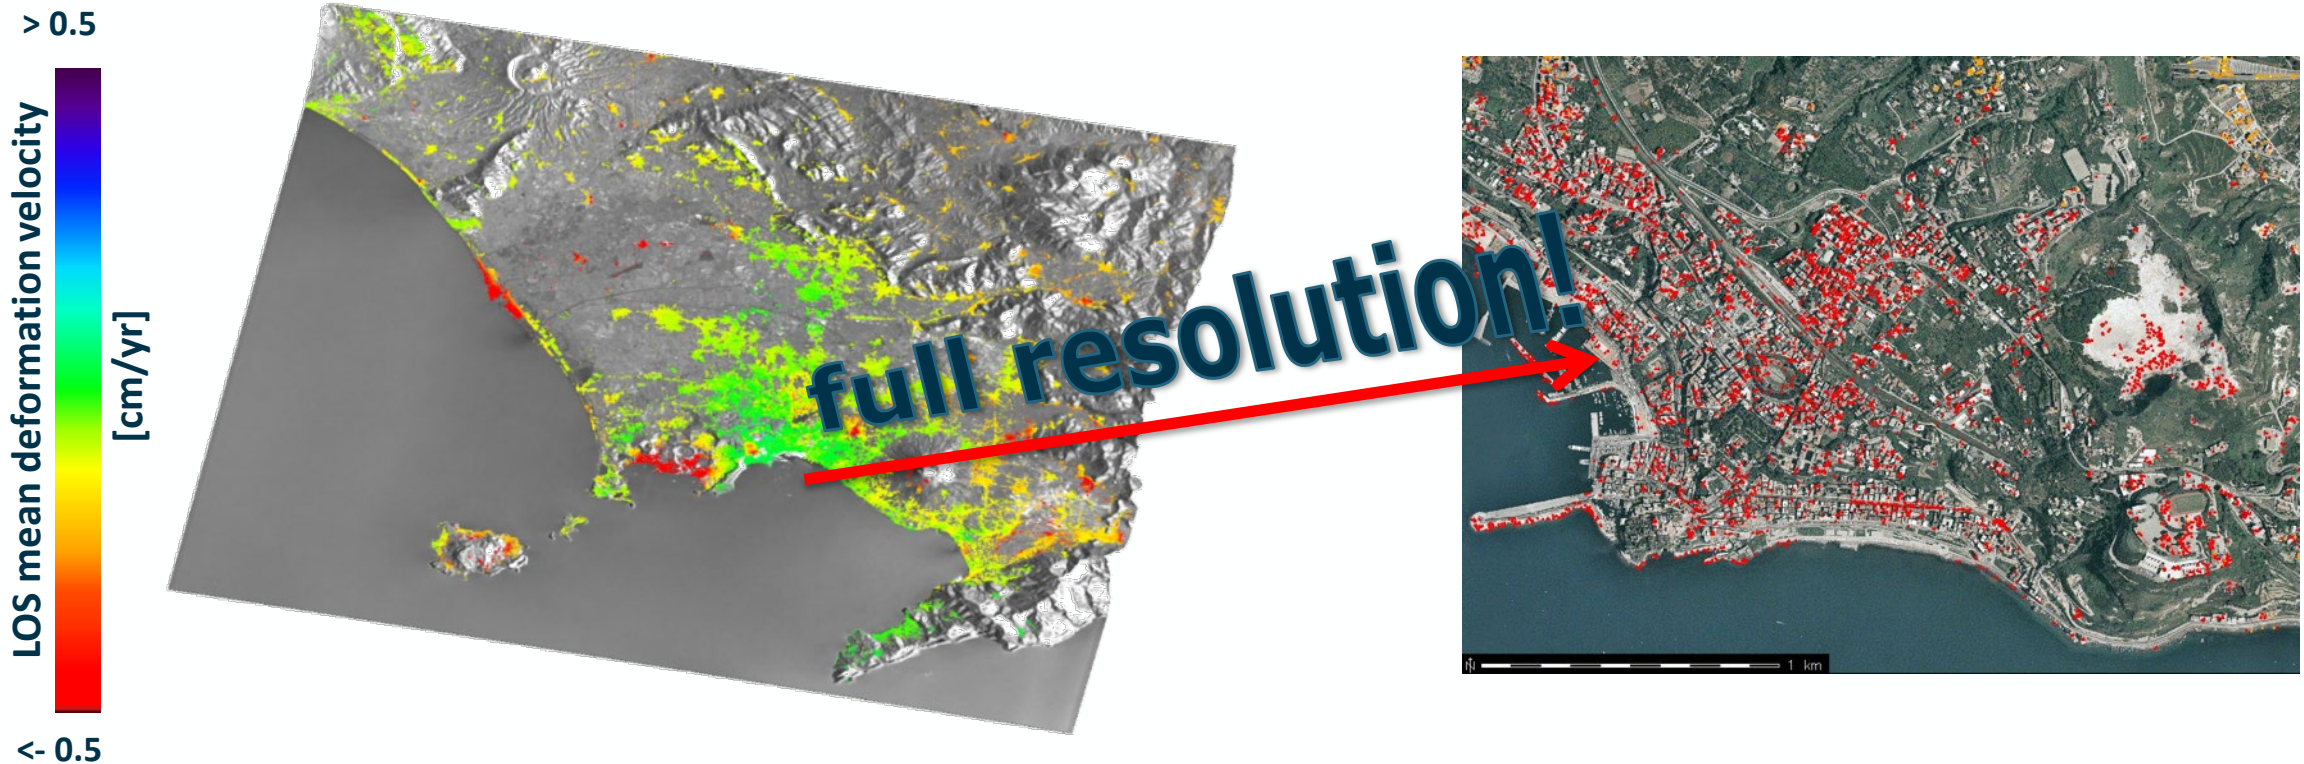 > 0.5
LOS mean deformation velocity
[cm/yr]
<- 0.5
full resolution!
N
1 km